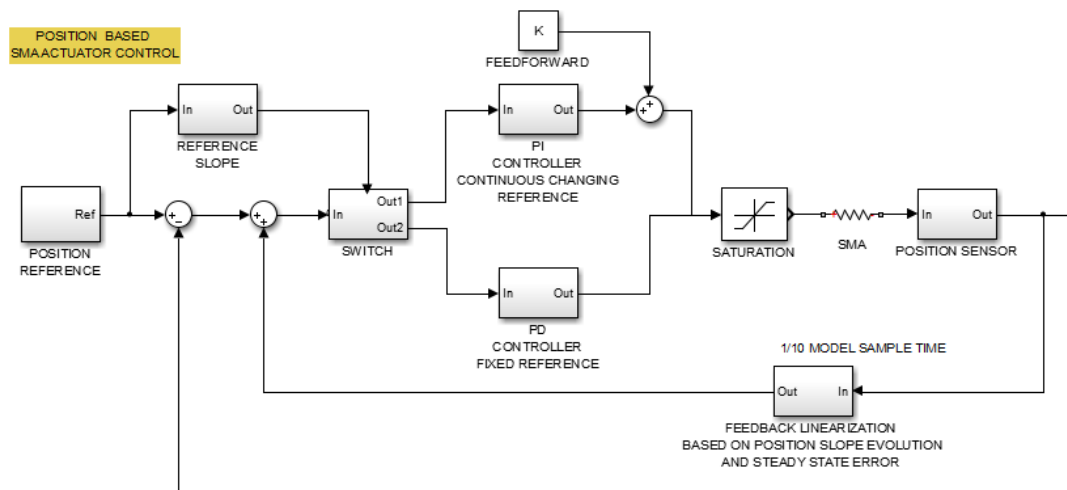 POSITION BASED
SMA ACTUATOR CONTROL
K
FEEDFORWARD
In Out
REFERENCE
SLOPE
In Out
PI
CONTROLLER
CONTINUOUS CHANGING
REFERENCE
+
+
Ref
POSITION
REFERENCE
+
−
+
+
In
Out1
Out2
SWITCH
SATURATION
SMA
In Out
POSITION SENSOR
In Out
PD
CONTROLLER
FIXED REFERENCE
1/10 MODEL SAMPLE TIME
Out In
FEEDBACK LINEARIZATION
BASED ON POSITION SLOPE EVOLUTION
AND STEADY STATE ERROR